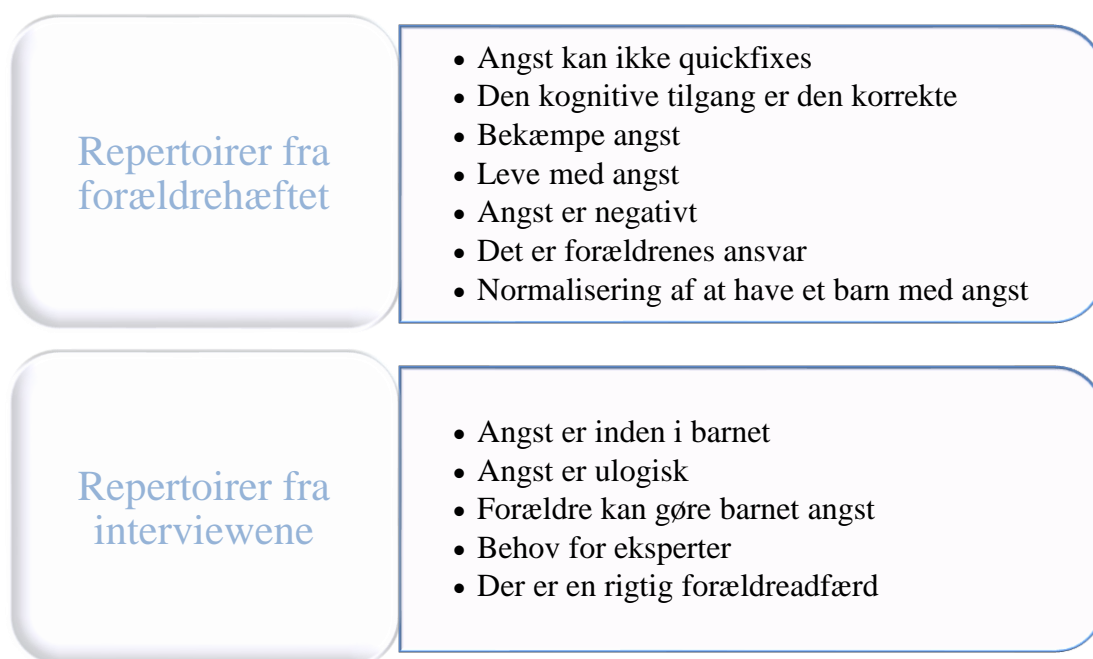 Repertoirer fra
forældrehæftet
• Angst kan ikke quickfixes
• Den kognitive tilgang er den korrekte
• Bekæmpe angst
• Leve med angst
• Angst er negativt
• Det er forældrenes ansvar
• Normalisering af at have et barn med angst
Repertoirer fra
interviewene
• Angst er inden i barnet
• Angst er ulogisk
• Forældre kan gøre barnet angst
• Behov for eksperter
• Der er en rigtig forældreadfærd